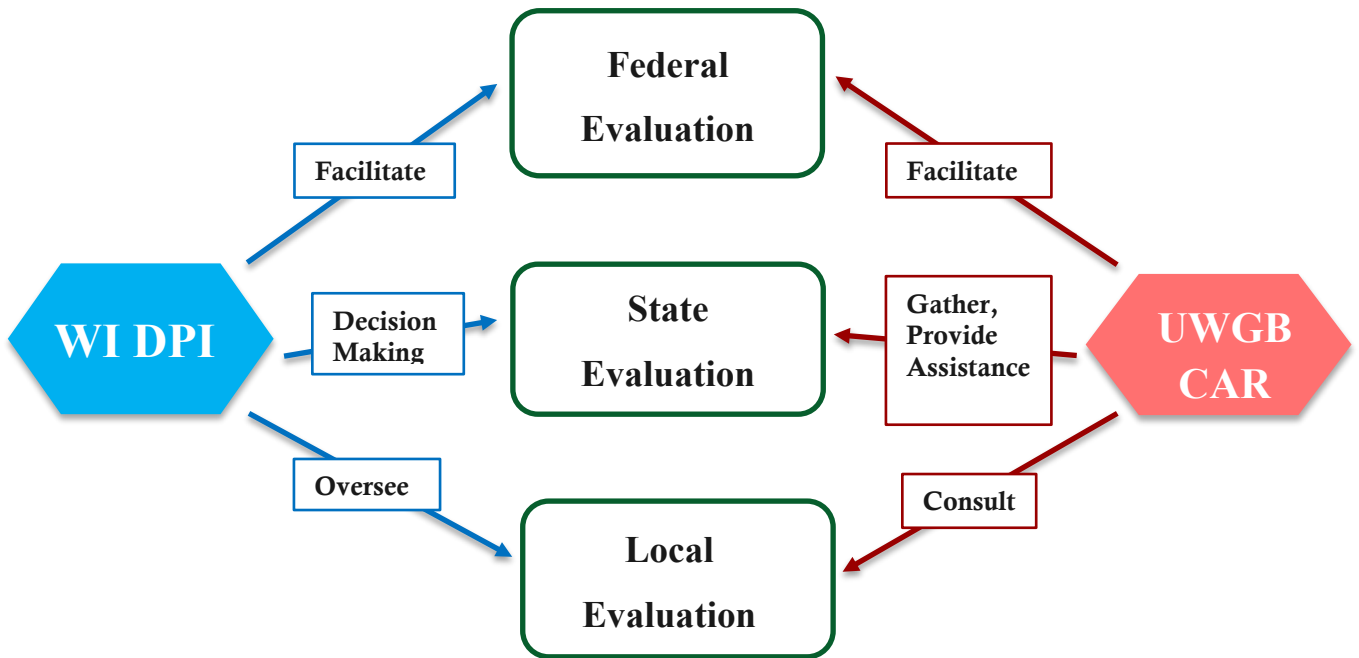 Federal
Evaluation
Facilitate
Facilitate
WI DPI
Decision
Making
State
Evaluation
Gather,
Provide
Assistance
UWGB
CAR
Oversee
Consult
Local
Evaluation